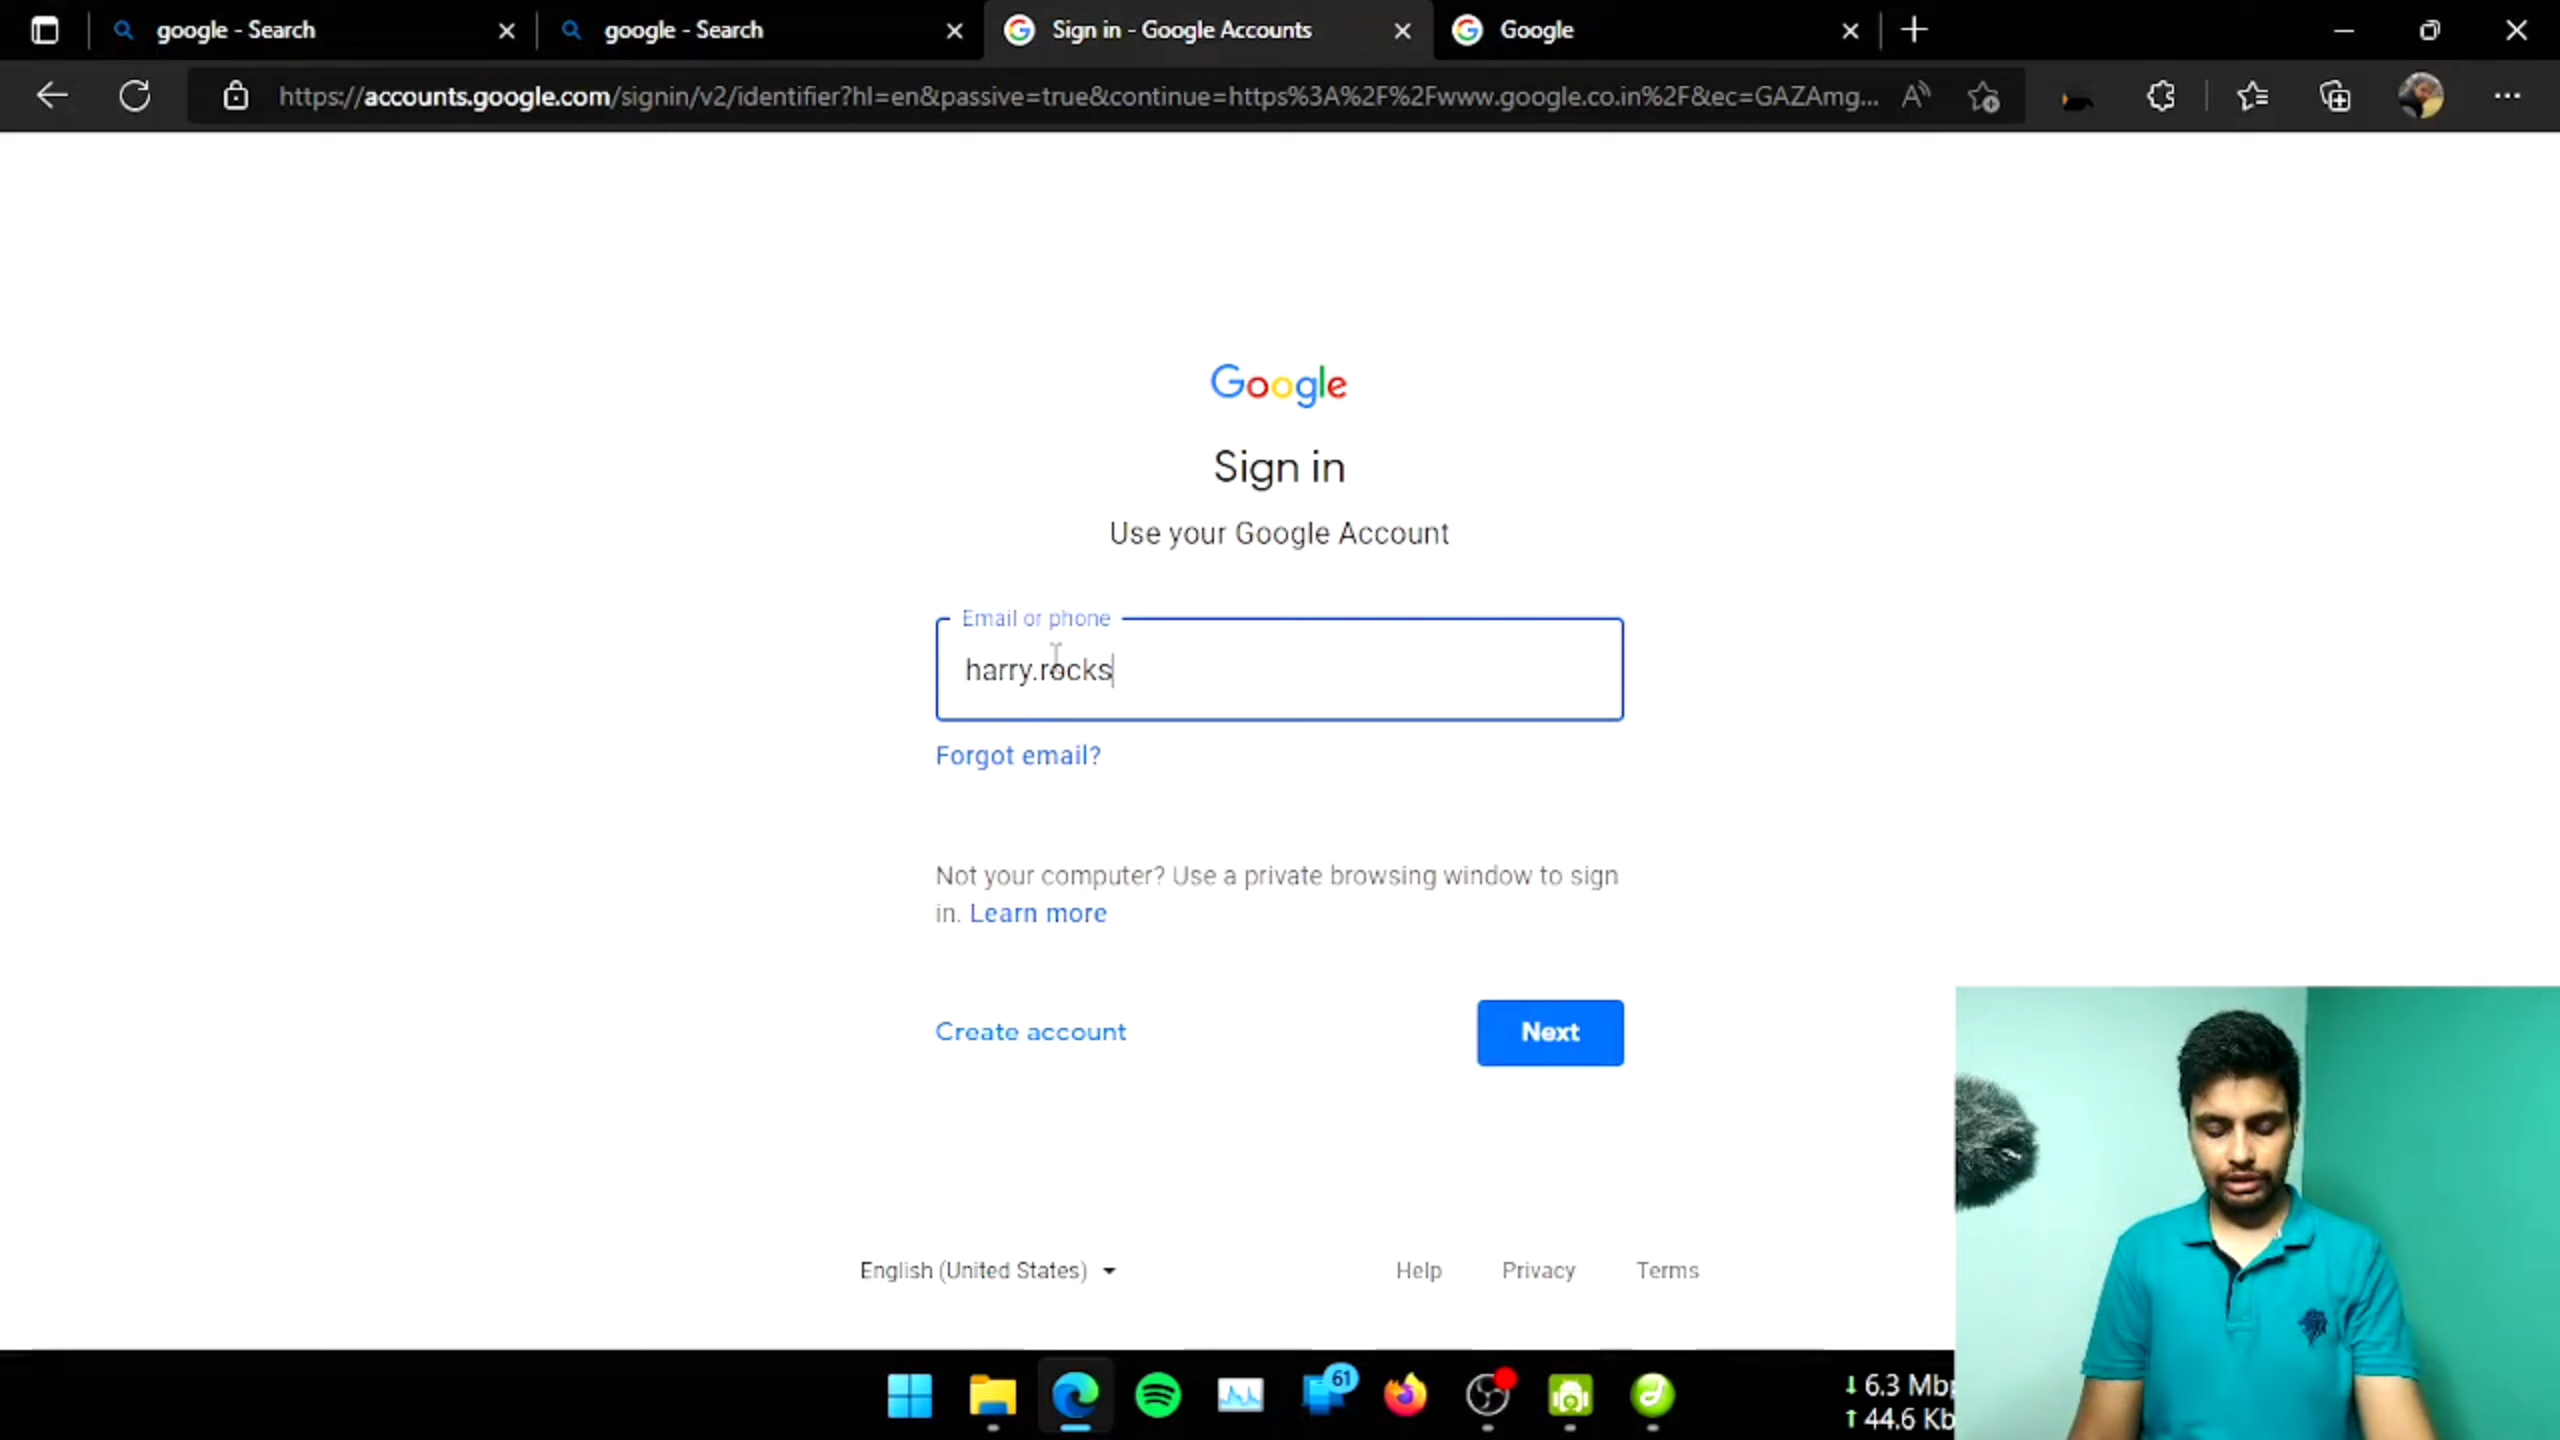 google - Search
google - Search
Sign in - Google Accounts
Google
https://accounts.google.com/signin/v2/identifier?hl=en&passive=true&continue=https%3A%2F%2Fwww.google.co.in%2F&ec=GAZAmg...
Google
Sign in
Use your Google Account
Email or phone
harry.rocks
Forgot email?
Not your computer? Use a private browsing window to sign
in. Learn more
Create account
Next
English (United States)
Help
Privacy
Terms
61
↓ 6.3 Mb
↑ 44.6 Kb